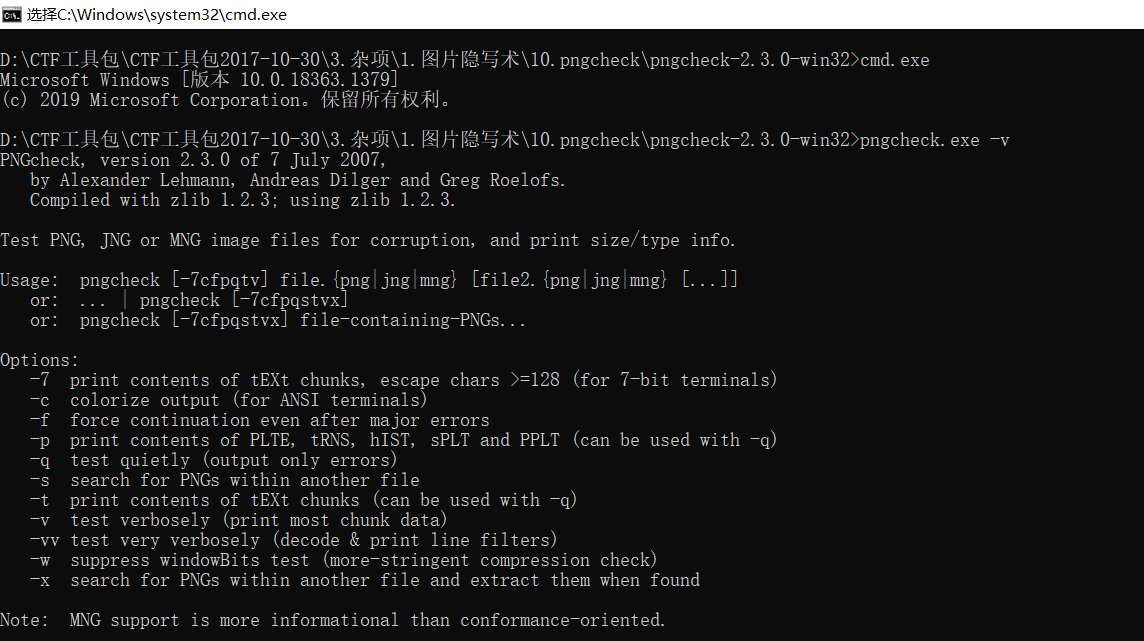 选择C:\Windows\system32\cmd.exe
D:\CTF工具包\CTF工具包2017-10-30\3.杂项\1.图片隐写术\10.pngcheck\pngcheck-2.3.0-win32>cmd.exe
Microsoft Windows [版本 10.0.18363.1379]
(c) 2019 Microsoft Corporation。保留所有权利。
D:\CTF工具包\CTF工具包2017-10-30\3.杂项\1.图片隐写术\10.pngcheck\pngcheck-2.3.0-win32>pngcheck.exe -v
PNGcheck, version 2.3.0 of 7 July 2007,
by Alexander Lehmann, Andreas Dilger and Greg Roelofs.
Compiled with zlib 1.2.3; using zlib 1.2.3.
Test PNG, JNG or MNG image files for corruption, and print size/type info.
Usage:  pngcheck [-7cfpqtv] file.{png|jng|mng} [file2.{png|jng|mng} [...]]
or:  ... | pngcheck [-7cfpqstvx]
or:  pngcheck [-7cfpqstvx] file-containing-PNGs...
Options:
-7  print contents of tEXt chunks, escape chars >=128 (for 7-bit terminals)
-c  colorize output (for ANSI terminals)
-f  force continuation even after major errors
-p  print contents of PLTE, tRNS, hIST, sPLT and PPLT (can be used with -q)
-q  test quietly (output only errors)
-s  search for PNGs within another file
-t  print contents of tEXt chunks (can be used with -q)
-v  test verbosely (print most chunk data)
-vv test very verbosely (decode & print line filters)
-w  suppress windowBits test (more-stringent compression check)
-x  search for PNGs within another file and extract them when found
Note:  MNG support is more informational than conformance-oriented.